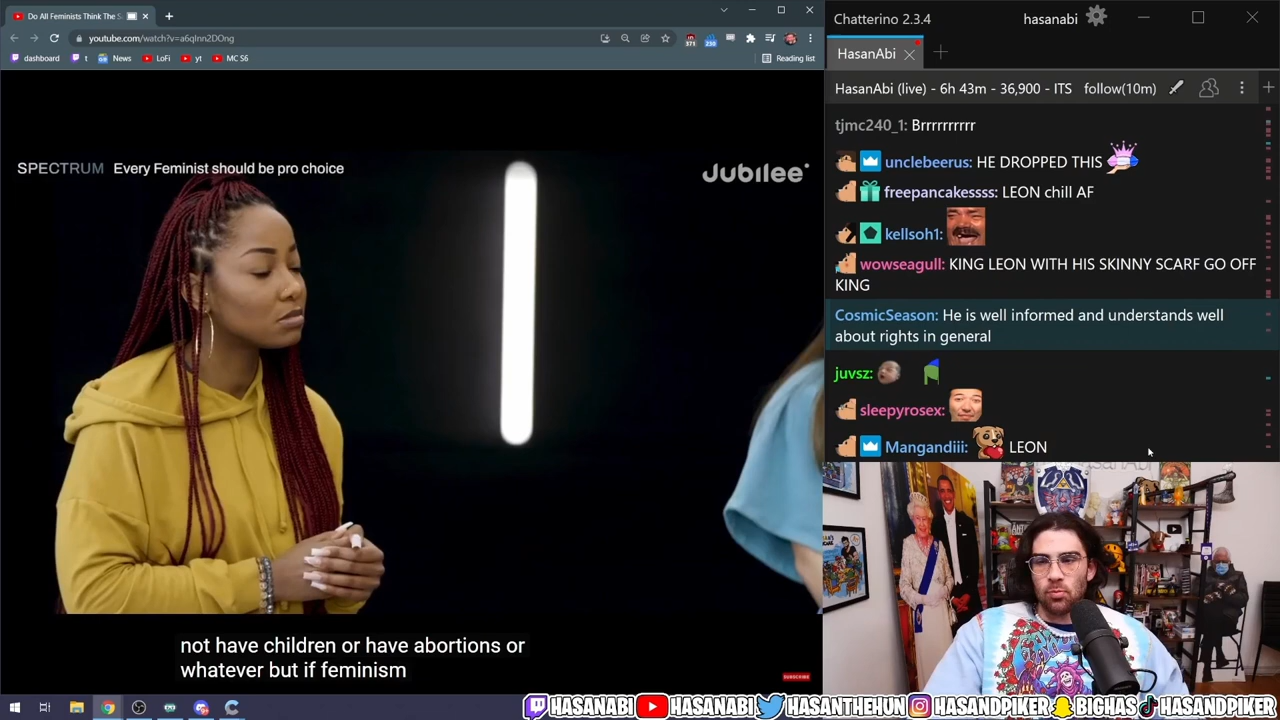 Do All Feminists Think The S
youtube.com/watch?v=a6qInn2DOng
371
230
dashboard
t
News
LoFi
yt
MC S6
Reading list
SPECTRUM Every Feminist should be pro choice
Jubilee
not have children or have abortions or
whatever but if feminism
SUBSCRIBE
Chatterino 2.3.4
hasanabi
HasanAbi
HasanAbi (live) - 6h 43m - 36,900 - ITS
follow(10m)
tjmc240_1: Brrrrrrrrrr
unclebeerus: HE DROPPED THIS
freepancakessss: LEON chill AF
kellsoh1:
wowseagull: KING LEON WITH HIS SKINNY SCARF GO OFF
KING
CosmicSeason: He is well informed and understands well
about rights in general
juvsz:
sleepyrosex:
Mangandiii: LEON
HASANABI
HASANABI
HASANTHEHUN
HASANDPIKER
BIGHAS
HASANDPIKER